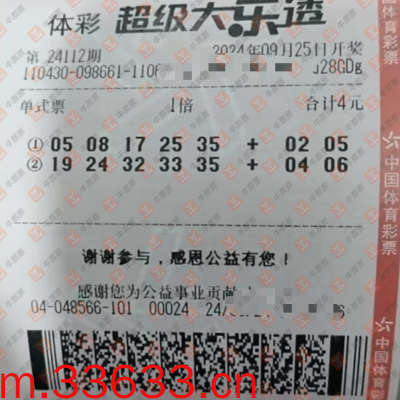 体彩 超级大乐透
第 24112期 2024年09月25日开奖
110430-098661-110 u28GDg
单式票 1倍 合计4元
① 05 08 17 25 35 + 02 05
② 19 24 32 33 35 + 04 06
谢谢参与，感恩公益有您！
感谢您为公益事业贡献
04-048566-101 00024
中国体育彩票
中国体育彩票
m.33633.cn